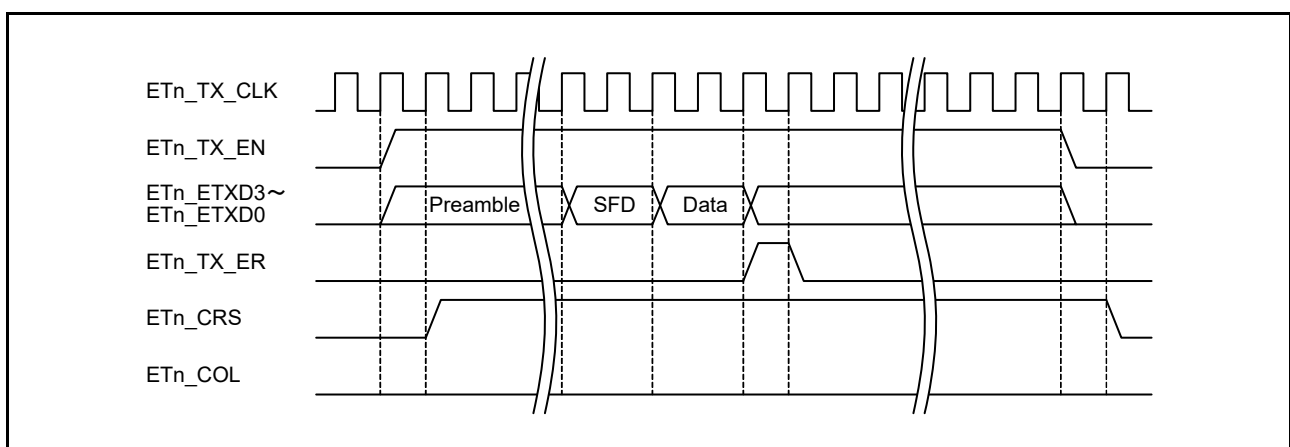 ETn_TX_CLK
ETn_TX_EN
ETn_ETXD3～
ETn_ETXD0
Preamble SFD Data
ETn_TX_ER
ETn_CRS
ETn_COL